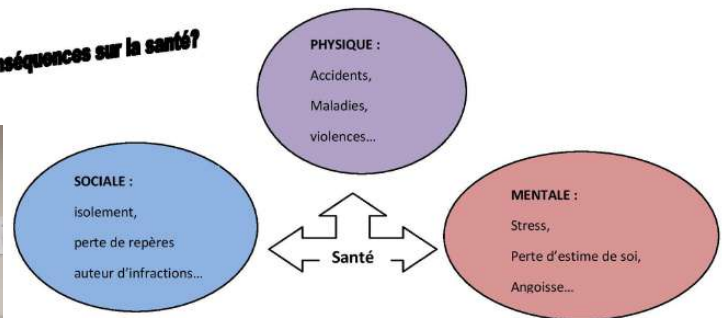 nséquences sur la santé?
PHYSIQUE :
Accidents,
Maladies,
violences...
SOCIALE :
isolement,
perte de repères
auteur d'infractions...
MENTALE :
Stress,
Perte d'estime de soi,
Angoisse...
Santé